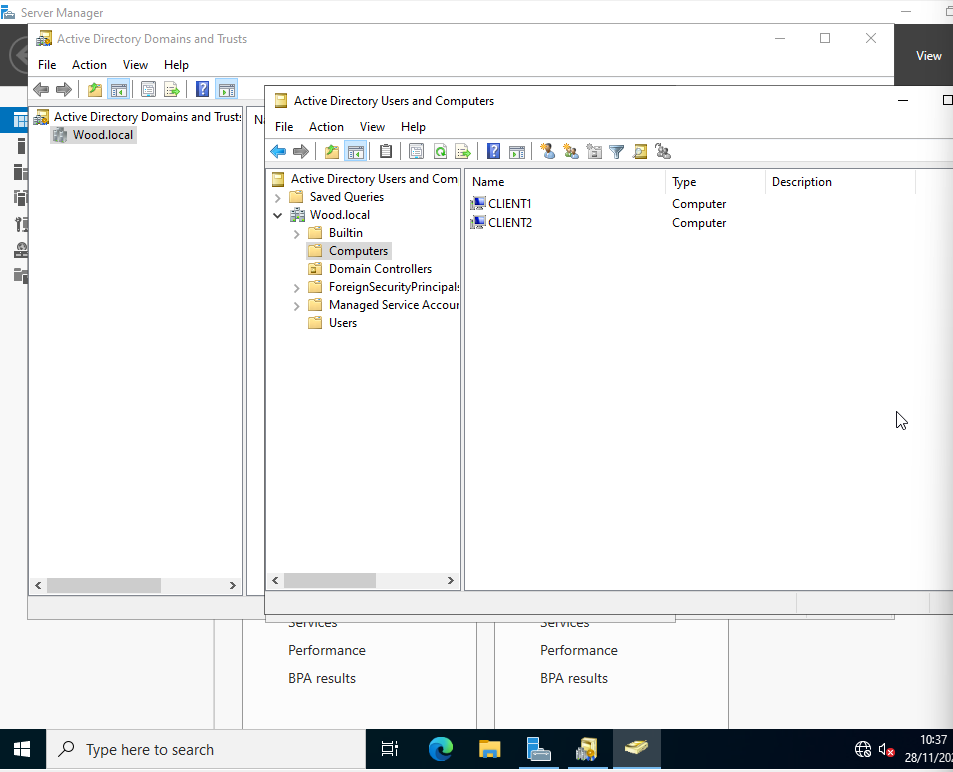 Server Manager
Active Directory Domains and Trusts
File Action View Help
View
Active Directory Domains and Trusts
Wood.local
Active Directory Users and Computers
File Action View Help
Active Directory Users and Com
Saved Queries
Wood.local
Builtin
Computers
Domain Controllers
ForeignSecurityPrincipals
Managed Service Accour
Users
Name Type Description
CLIENT1 Computer
CLIENT2 Computer
Services Services
Performance Performance
BPA results BPA results
Type here to search
10:37
28/11/202